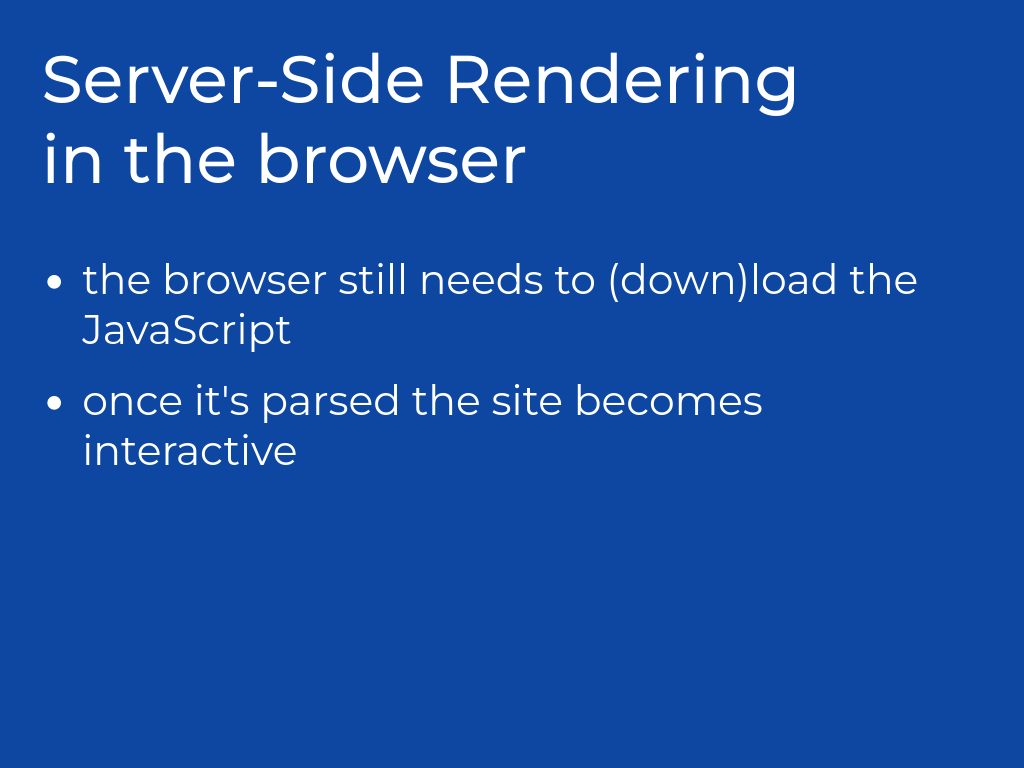 Server-Side Rendering
in the browser
• the browser still needs to (down)load the
JavaScript
• once it's parsed the site becomes
interactive